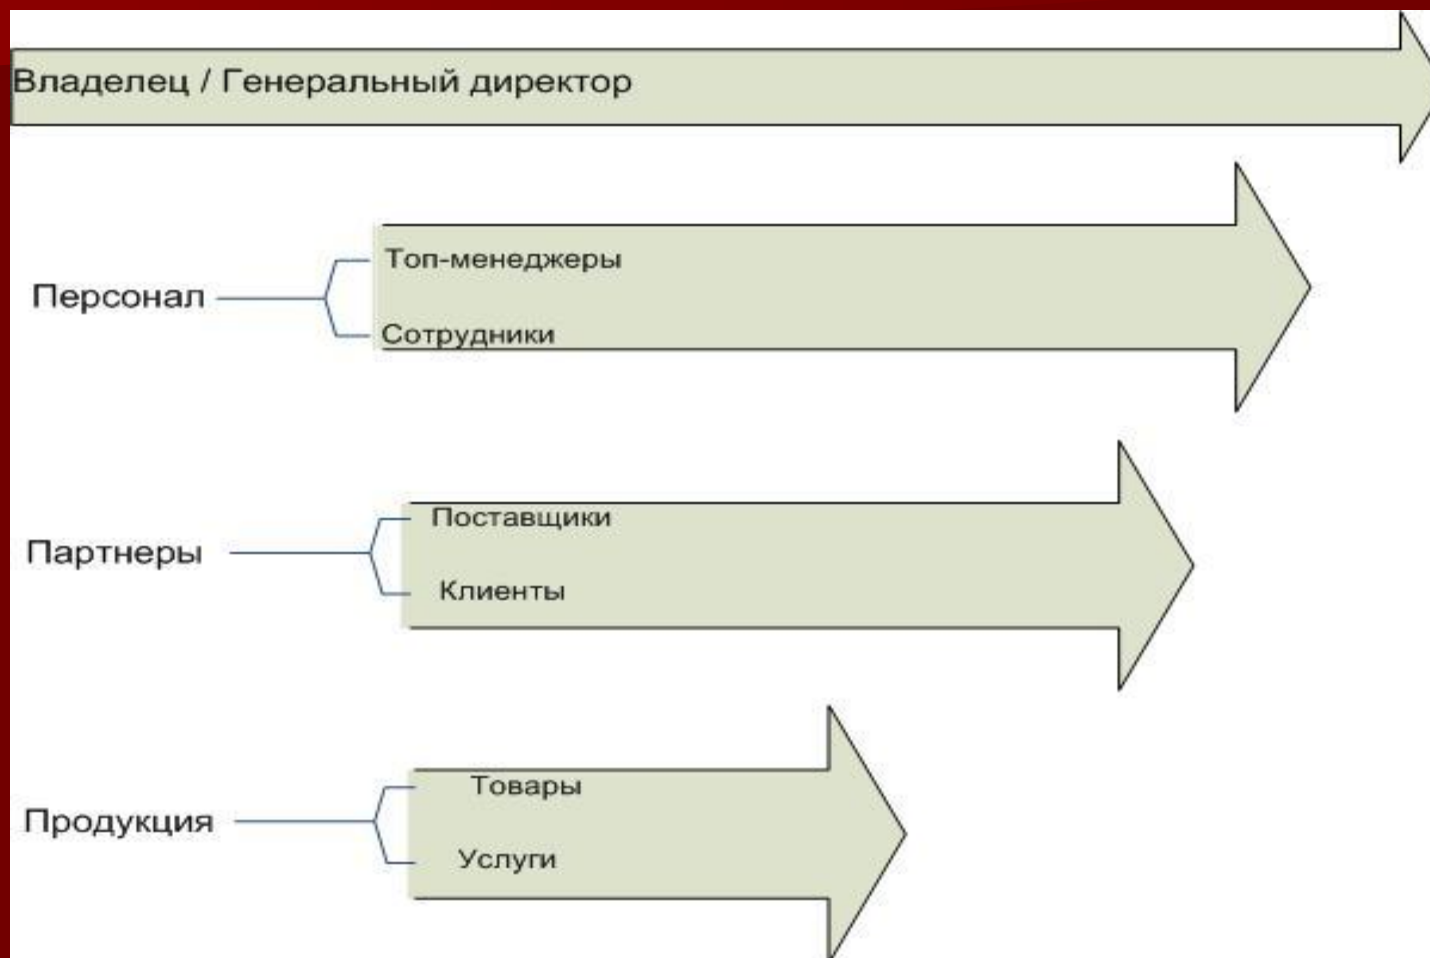 Владелец / Генеральный директор
Топ-менеджеры
Персонал
Сотрудники
Поставщики
Партнеры
Клиенты
Товары
Продукция
Услуги